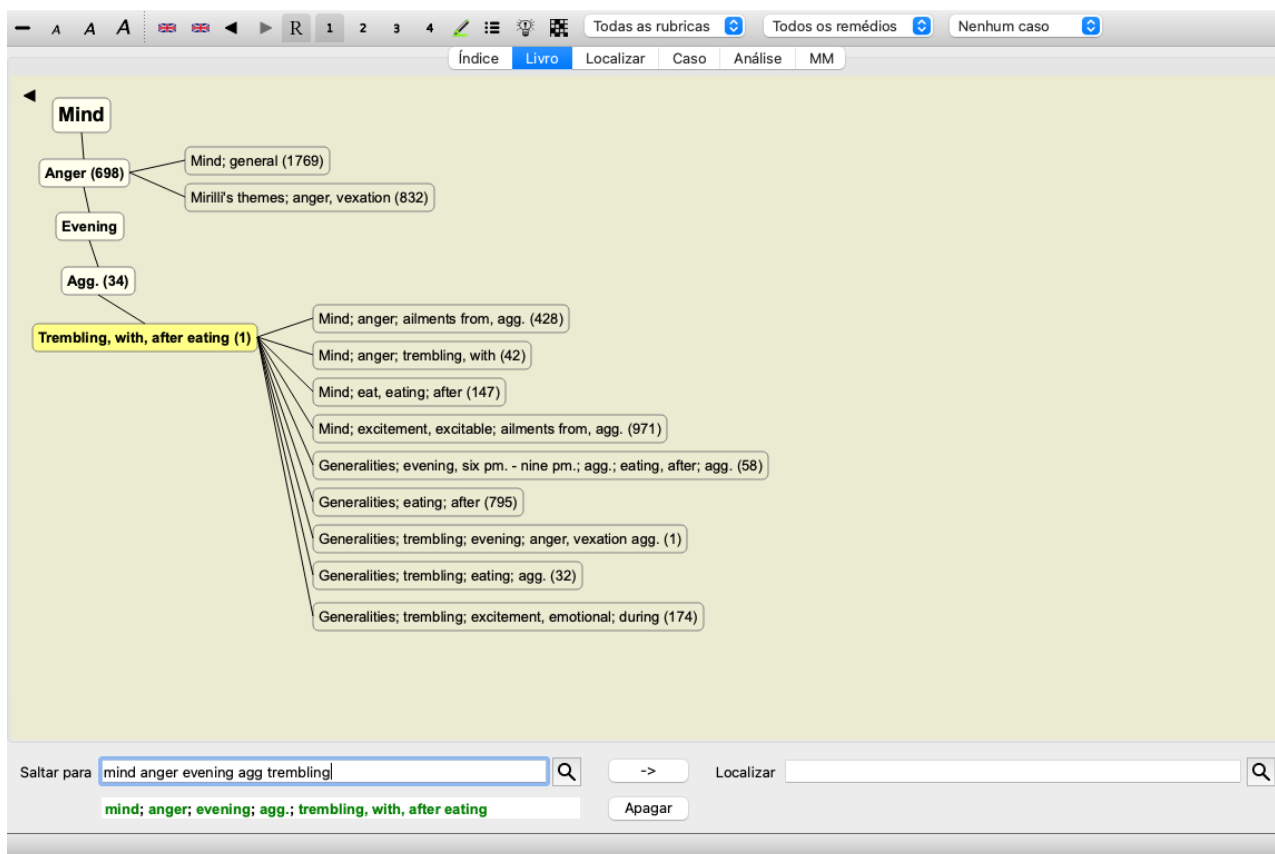 A A A R 1 2 3 4 Todas as rubricas Todos os remédios Nenhum caso
Índice Livro Localizar Caso Análise MM
Mind
Anger (698)
Mind; general (1769)
Mirilli's themes; anger, vexation (832)
Evening
Agg. (34)
Trembling, with, after eating (1)
Mind; anger; ailments from, agg. (428)
Mind; anger; trembling, with (42)
Mind; eat, eating; after (147)
Mind; excitement, excitable; ailments from, agg. (971)
Generalities; evening, six pm. - nine pm.; agg.; eating, after; agg. (58)
Generalities; eating; after (795)
Generalities; trembling; evening; anger, vexation agg. (1)
Generalities; trembling; eating; agg. (32)
Generalities; trembling; excitement, emotional; during (174)
Saltar para mind anger evening agg trembling -> Localizar
mind; anger; evening; agg.; trembling, with, after eating Apagar